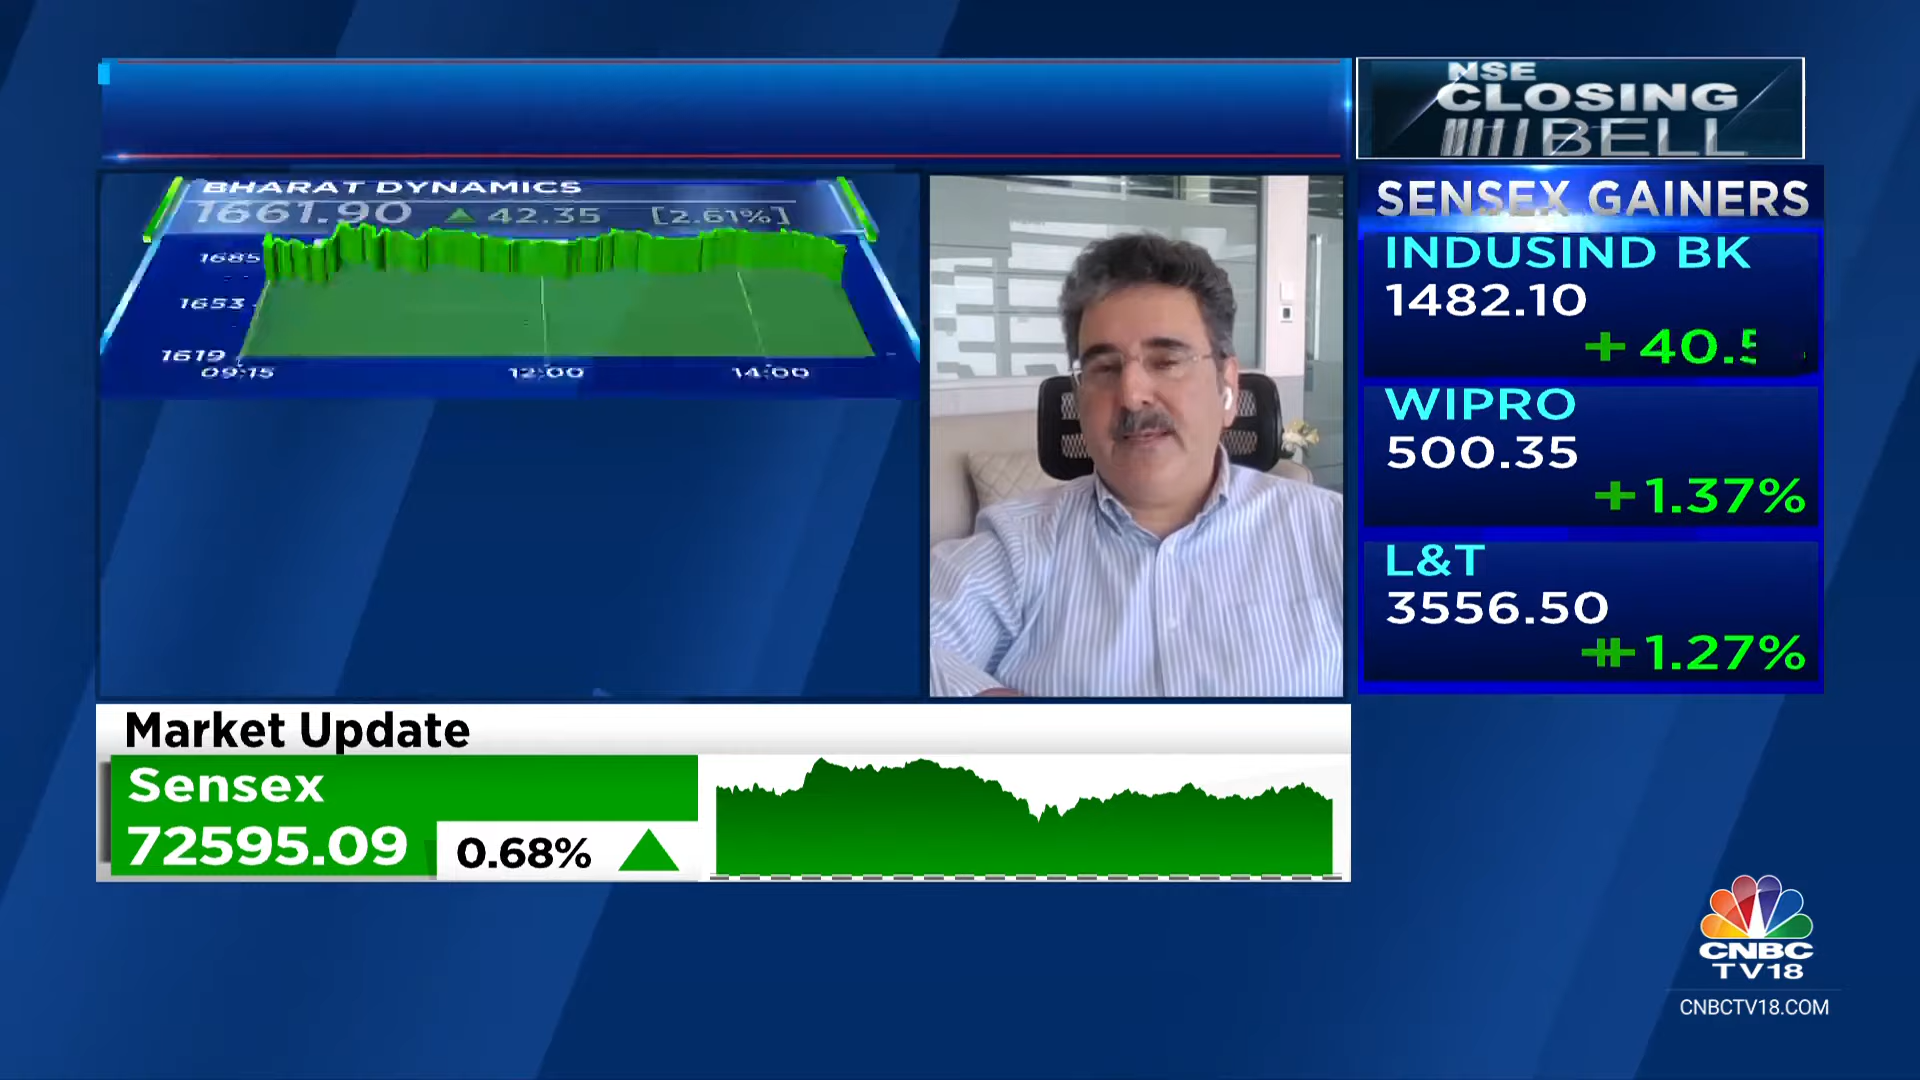 NSE
CLOSING
BELL
BHARAT DYNAMICS
1661.90 ▲ 42.35 [2.61%]
1685
1653
1619
09:15 12:00 14:00
SENSEX GAINERS
INDUSIND BK
1482.10
+ 40.5
WIPRO
500.35
+1.37%
L&T
3556.50
+1.27%
Market Update
Sensex
72595.09 0.68% ▲
CNBC
TV18
CNBCTV18.COM